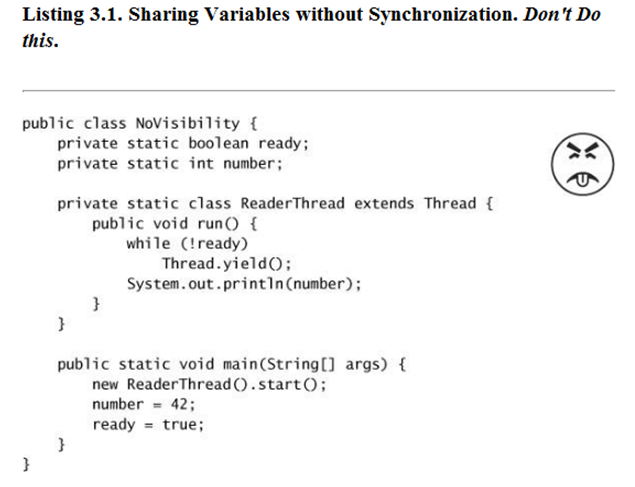 Listing 3.1. Sharing Variables without Synchronization. Don't Do
this.
public class NoVisibility {
    private static boolean ready;
    private static int number;
    private static class ReaderThread extends Thread {
        public void run() {
            while (!ready)
                Thread.yield();
            System.out.println(number);
        }
    }
    public static void main(String[] args) {
        new ReaderThread().start();
        number = 42;
        ready = true;
    }
}